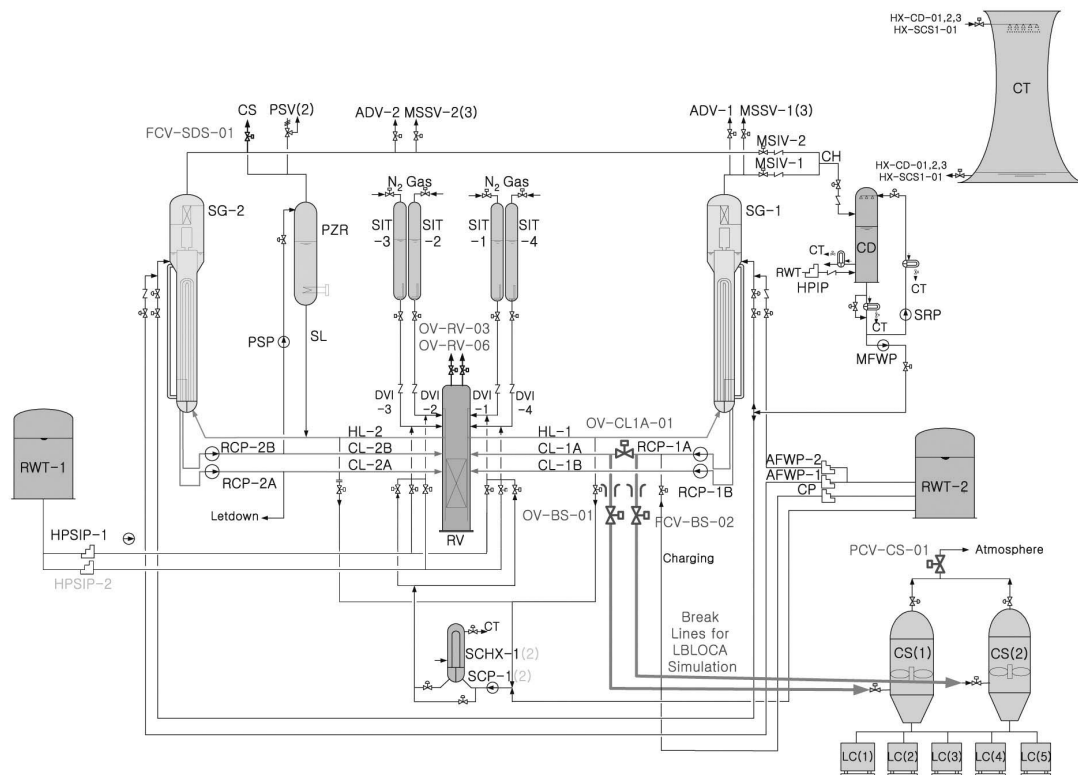 HX-CD-01,2,3
HX-SCS1-01
CT
CS
PSV(2)
ADV-2 MSSV-2(3)
ADV-1 MSSV-1(3)
FCV-SDS-01
MSIV-2
MSIV-1
CH
HX-CD-01,2,3
HX-SCS1-01
N2 Gas
N2 Gas
SG-2
PZR
SIT
-3
SIT
-2
SIT
-1
SIT
-4
SG-1
CD
CT
RWT
HPIP
CT
CT
SRP
MFWP
PSP
SL
OV-RV-03
OV-RV-06
DVI
-3
DVI
-2
DVI
-1
DVI
-4
OV-CL1A-01
RWT-1
RCP-2B
RCP-2A
HL-2
CL-2B
CL-2A
HL-1
CL-1A
CL-1B
RCP-1A
RCP-1B
AFWP-2
AFWP-1
CP
RWT-2
Letdown
OV-BS-01
FCV-BS-02
RV
HPSIP-1
HPSIP-2
Charging
PCV-CS-01
Atmosphere
Break
Lines for
LBLOCA
Simulation
CT
SCHX-1(2)
SCP-1(2)
CS(1)
CS(2)
LC(1)
LC(2)
LC(3)
LC(4)
LC(5)